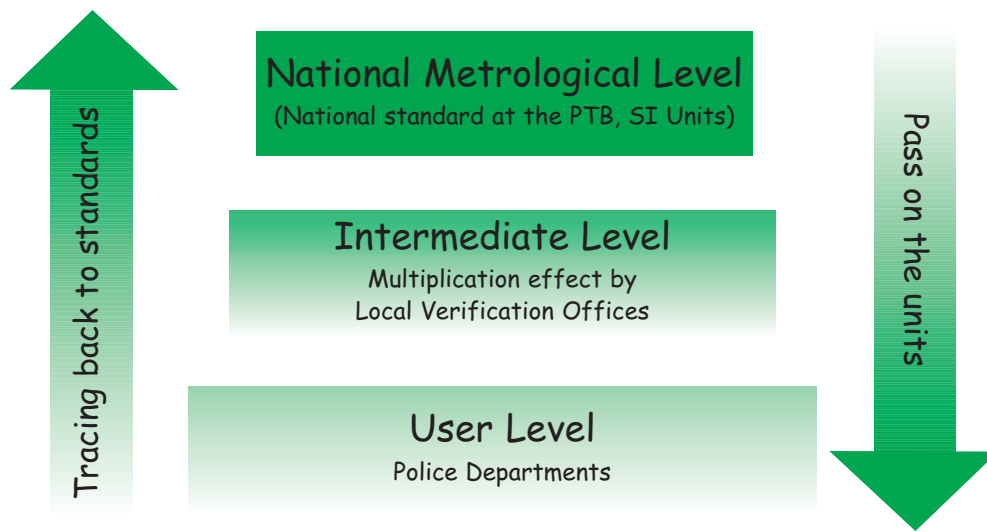 Tracing back to standards
National Metrological Level
(National standard at the PTB, SI Units)
Intermediate Level
Multiplication effect by
Local Verification Offices
User Level
Police Departments
Pass on the units